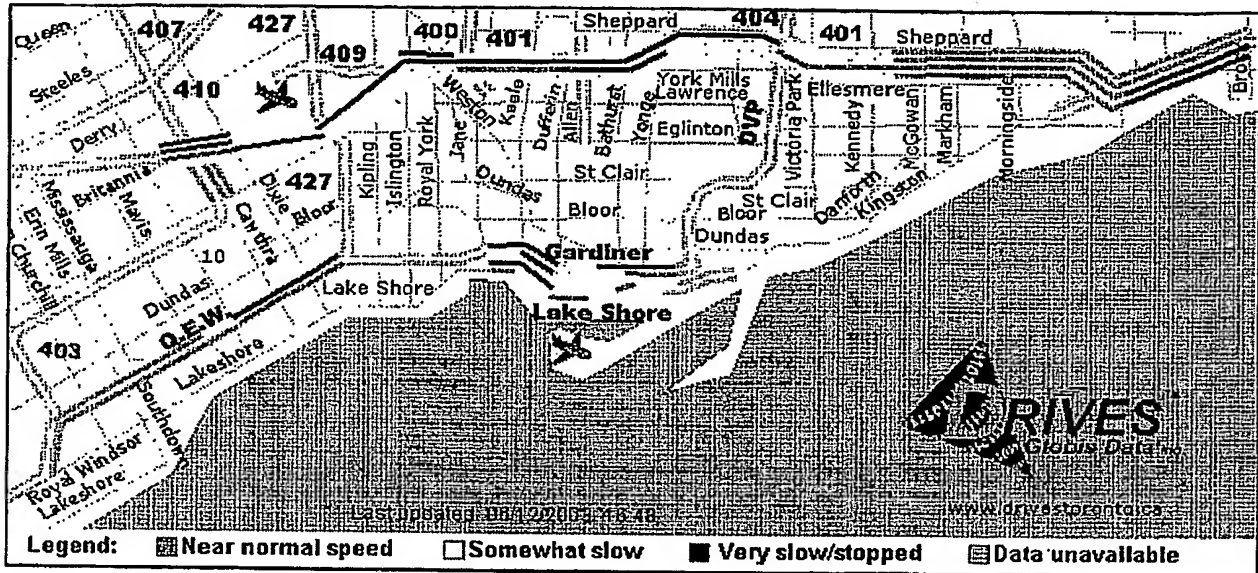 407 427 400 401 Sheppard 404 401 Sheppard
Queen
409
Steeles
410
York Mills
Lawrence
Ellesmere
Weston
Keele
Dufferin
Allen
Bathurst
Yonge
Eglinton
DVP
Victoria Park
Kennedy
McCowan
Markham
Morningside
Derry
Jane
Britannia
Mississauga
Mavis
Erin Mills
Dixie
427
Bloor
Kipling
Islington
Royal York
Dundas
St Clair
Bloor
St Clair
Bloor
Dundas
Danforth
Kingston
Churchill
10
Cawthra
Gardiner
Dundas
Lake Shore
Lake Shore
Q.E.W.
403
Lakeshore
Southdown
Royal Windsor
Lakeshore
DRIVES
Globis Data
www.drivestoronto.ca
Legend: Near normal speed Somewhat slow Very slow/stopped Data unavailable